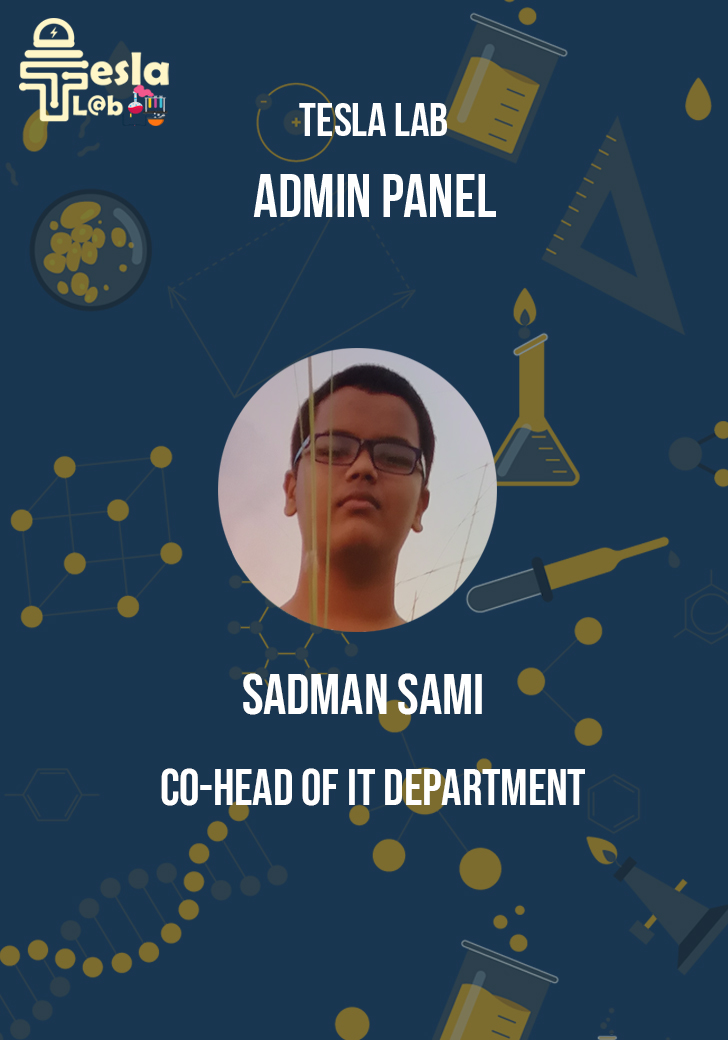 Tesla
L@b
TESLA LAB
ADMIN PANEL
SADMAN SAMI
CO-HEAD OF IT DEPARTMENT